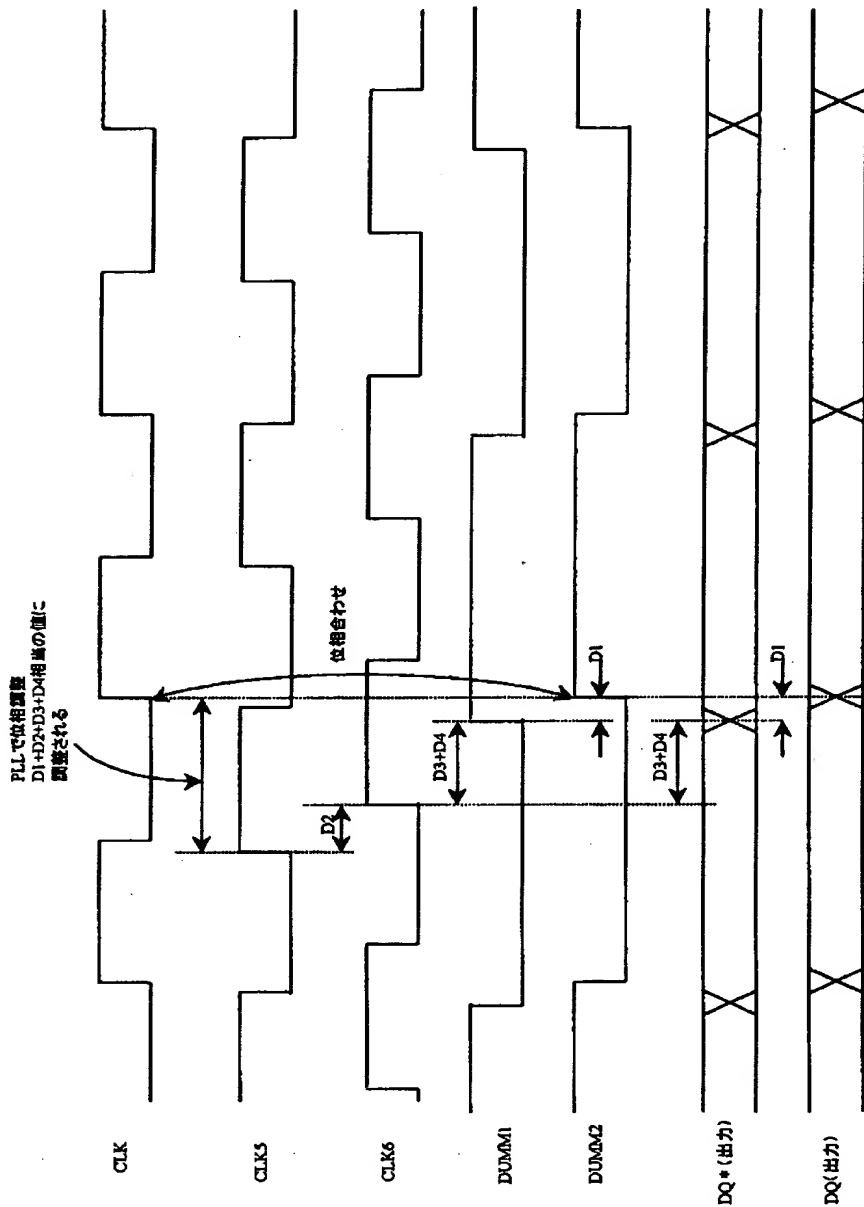 PLLで位相調整
D1+D2+D3+D4相当の値に
調整される
CLK
CLK5
位相合わせ
D2
CLK6
D3+D4
DUMM1
D1
DUMM2
D3+D4
DQ*(出力)
D1
DQ(出力)